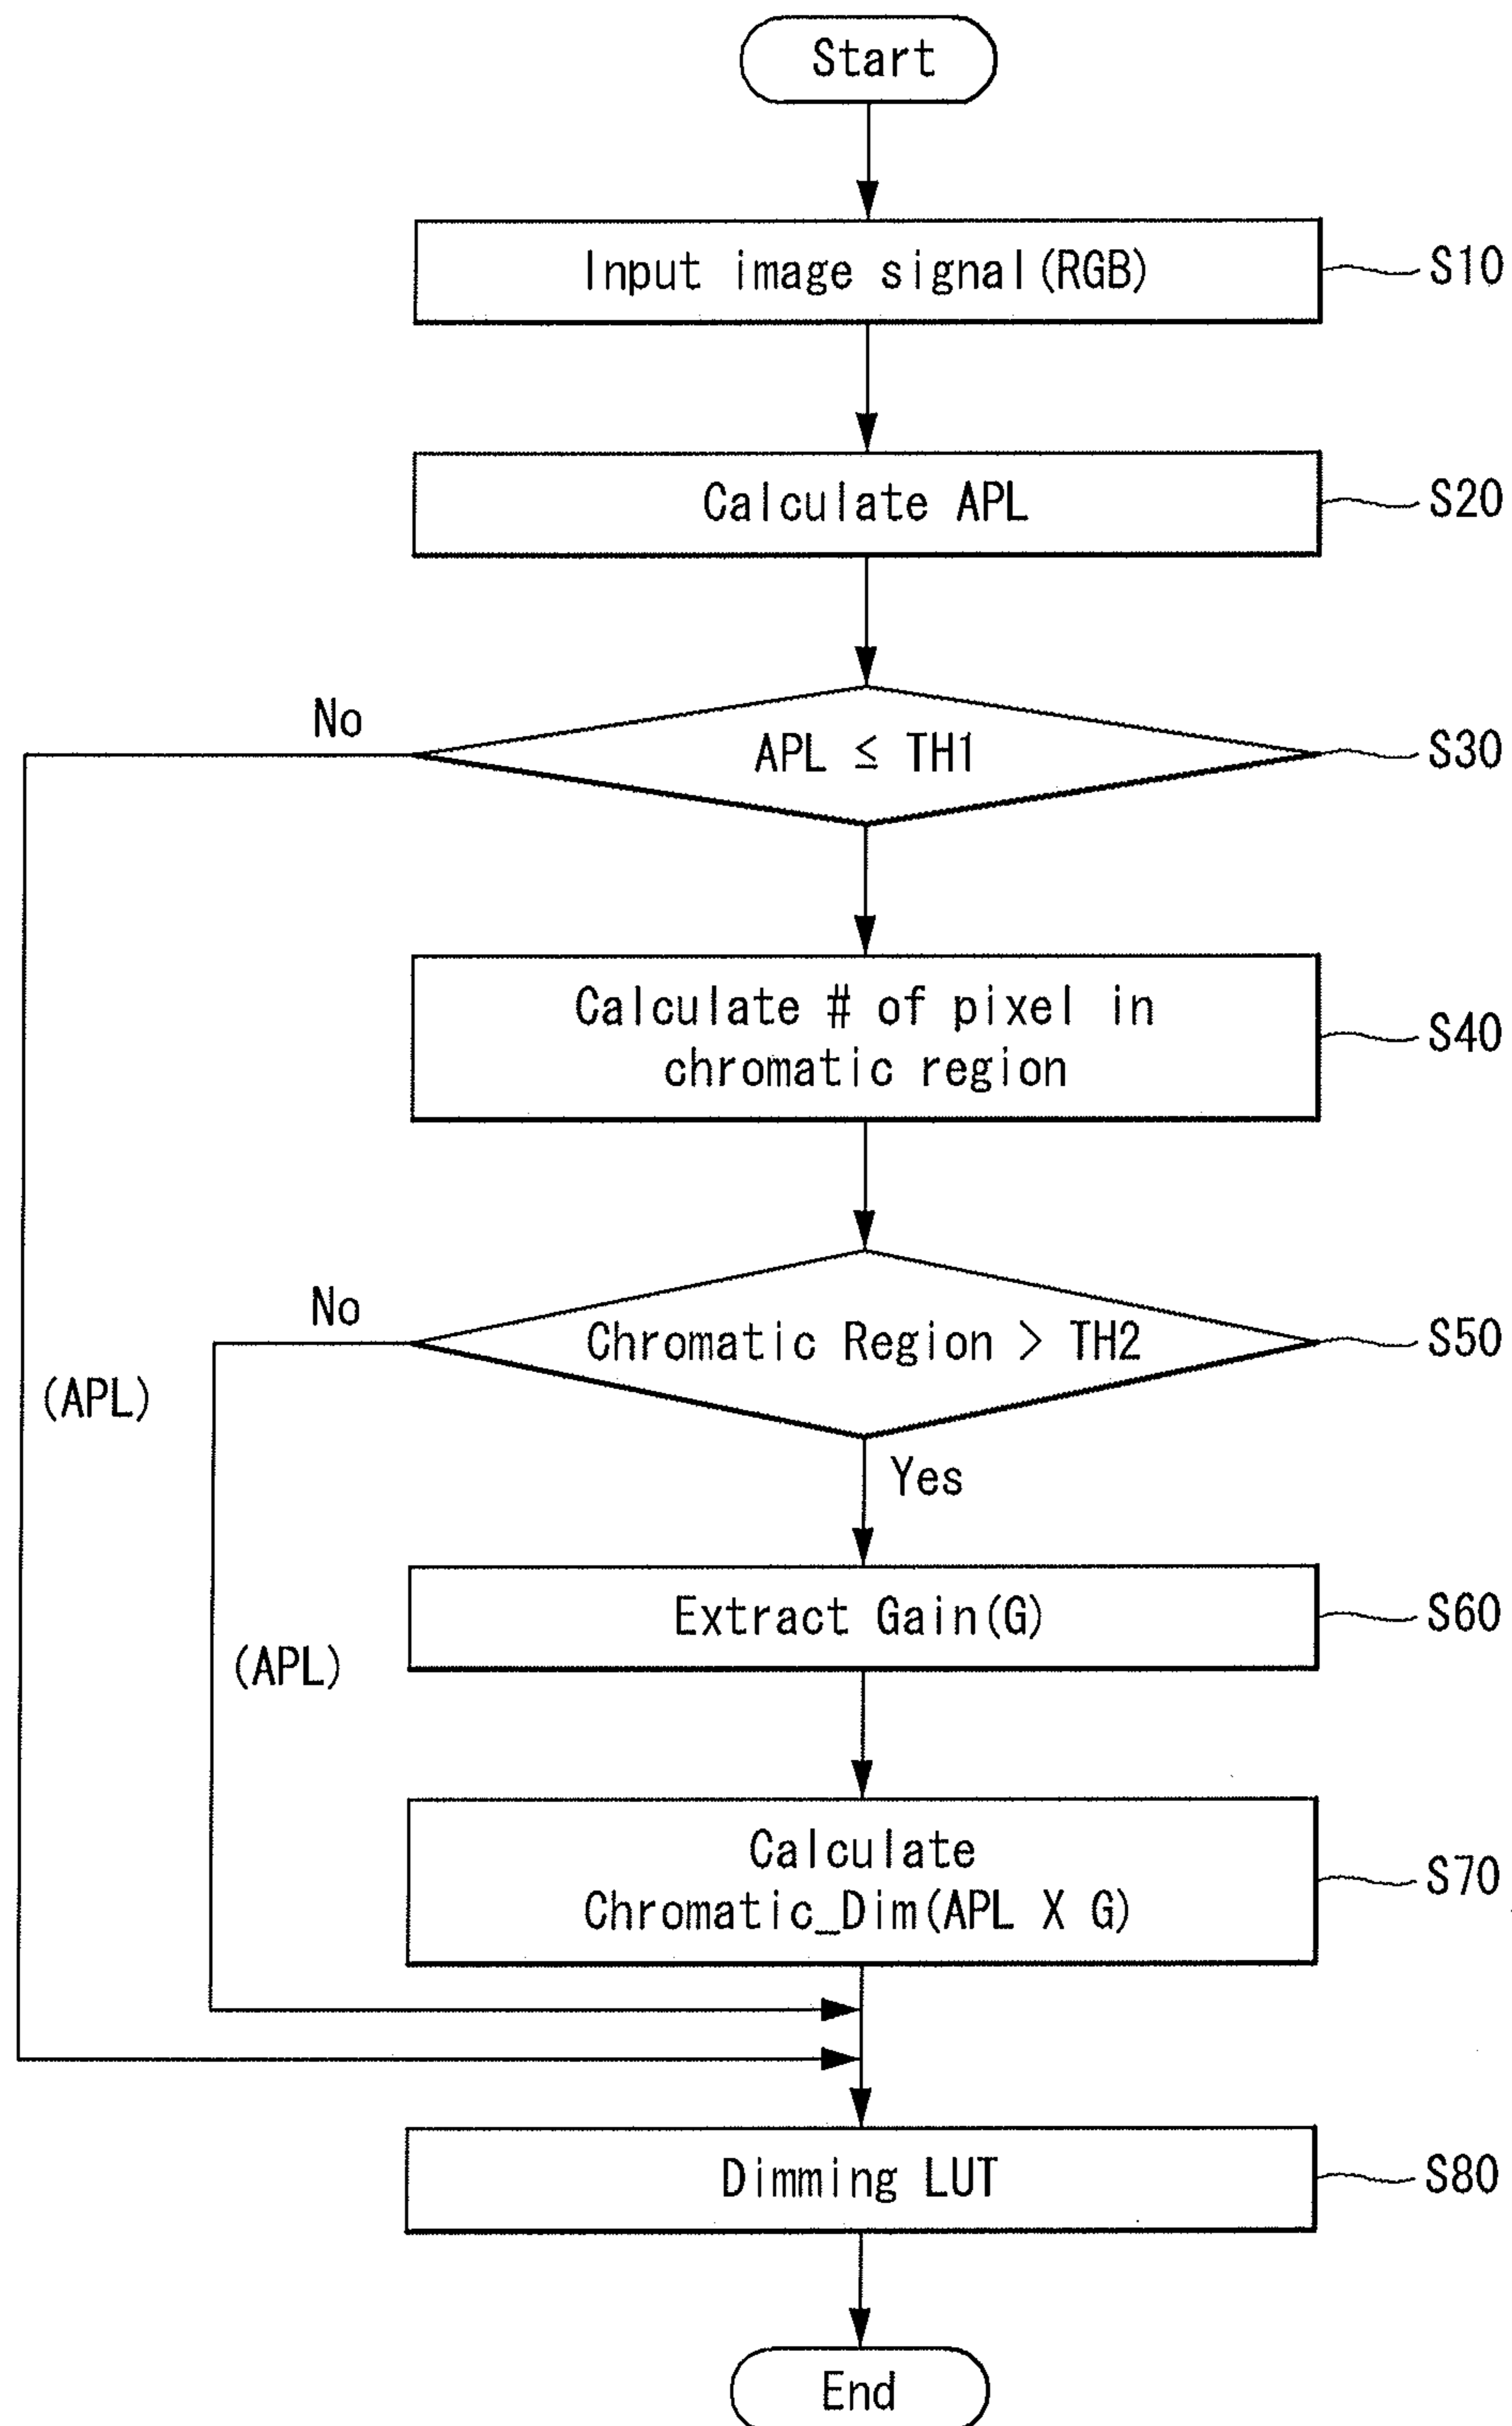 Start
Input image signal(RGB)
S10
Calculate APL
S20
No
APL ≤ TH1
S30
Calculate # of pixel in
chromatic region
S40
No
Chromatic Region > TH2
S50
(APL)
Yes
Extract Gain(G)
S60
(APL)
Calculate
Chromatic_Dim(APL X G)
S70
Dimming LUT
S80
End